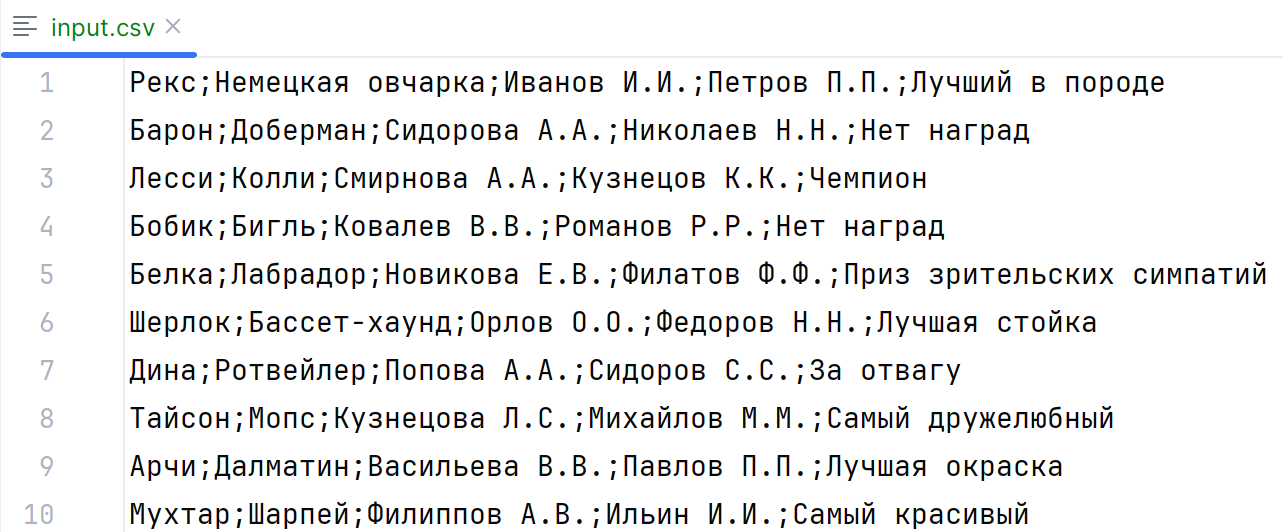 input.csv
1 Рекс;Немецкая овчарка;Иванов И.И.;Петров П.П.;Лучший в породе
2 Барон;Доберман;Сидорова А.А.;Николаев Н.Н.;Нет наград
3 Лесси;Колли;Смирнова А.А.;Кузнецов К.К.;Чемпион
4 Бобик;Бигль;Ковалев В.В.;Романов Р.Р.;Нет наград
5 Белка;Лабрадор;Новикова Е.В.;Филатов Ф.Ф.;Приз зрительских симпатий
6 Шерлок;Бассет-хаунд;Орлов О.О.;Федоров Н.Н.;Лучшая стойка
7 Дина;Ротвейлер;Попова А.А.;Сидоров С.С.;За отвагу
8 Тайсон;Мопс;Кузнецова Л.С.;Михайлов М.М.;Самый дружелюбный
9 Арчи;Далматин;Васильева В.В.;Павлов П.П.;Лучшая окраска
10 Мухтар;Шарпей;Филиппов А.В.;Ильин И.И.;Самый красивый